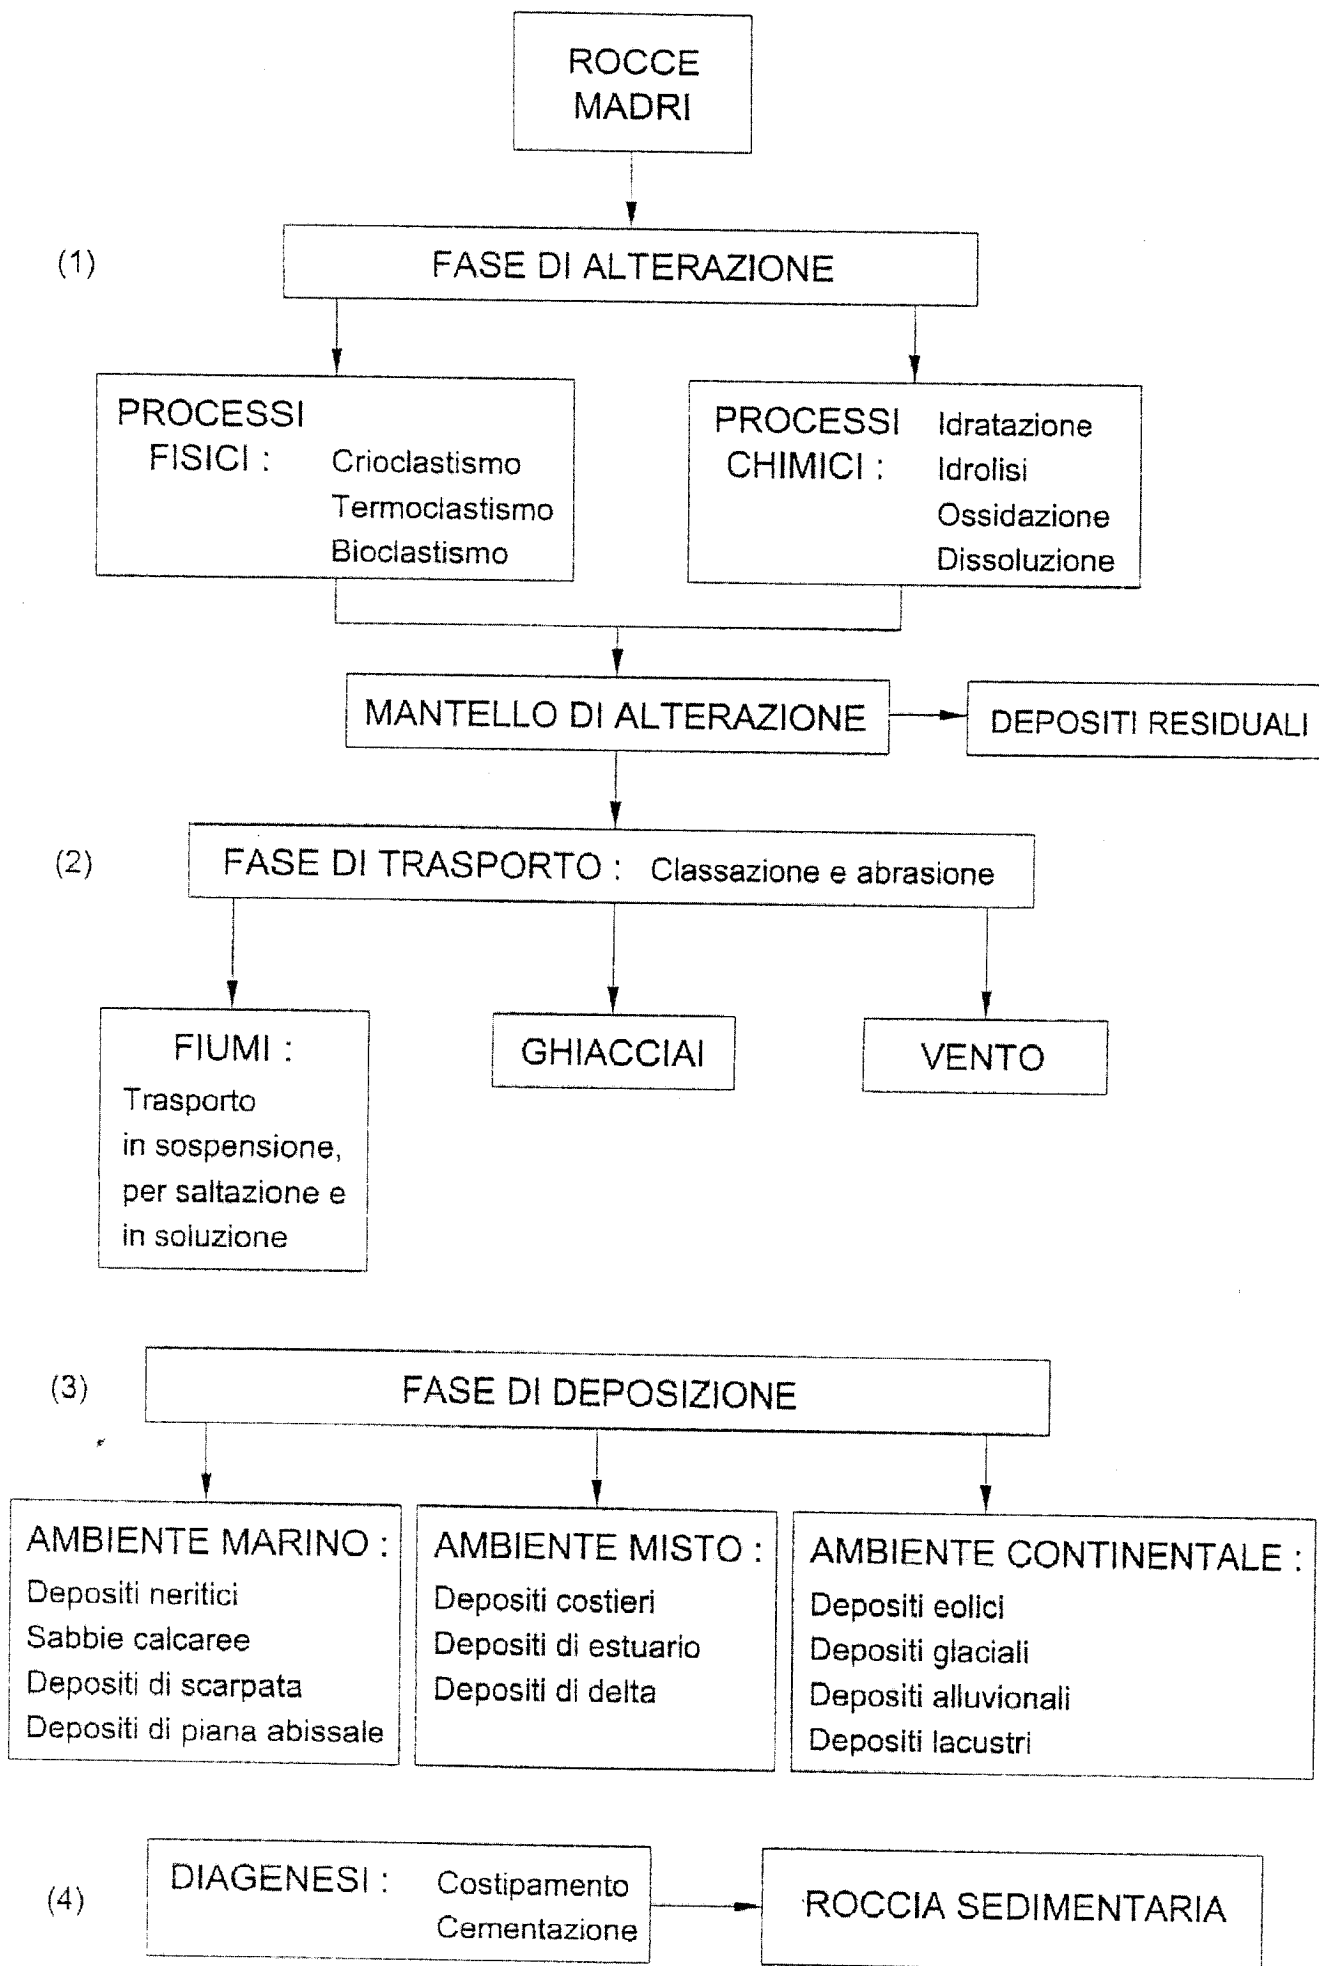 ROCCE
MADRI
(1)
FASE DI ALTERAZIONE
PROCESSI
FISICI :
Crioclastismo
Termoclastismo
Bioclastismo
PROCESSI
CHIMICI :
Idratazione
Idrolisi
Ossidazione
Dissoluzione
MANTELLO DI ALTERAZIONE
DEPOSITI RESIDUALI
(2)
FASE DI TRASPORTO : Classazione e abrasione
FIUMI :
Trasporto
in sospensione,
per saltazione e
in soluzione
GHIACCIAI
VENTO
(3)
FASE DI DEPOSIZIONE
AMBIENTE MARINO :
Depositi neritici
Sabbie calcaree
Depositi di scarpata
Depositi di piana abissale
AMBIENTE MISTO :
Depositi costieri
Depositi di estuario
Depositi di delta
AMBIENTE CONTINENTALE :
Depositi eolici
Depositi glaciali
Depositi alluvionali
Depositi lacustri
(4)
DIAGENESI : Costipamento
Cementazione
ROCCIA SEDIMENTARIA